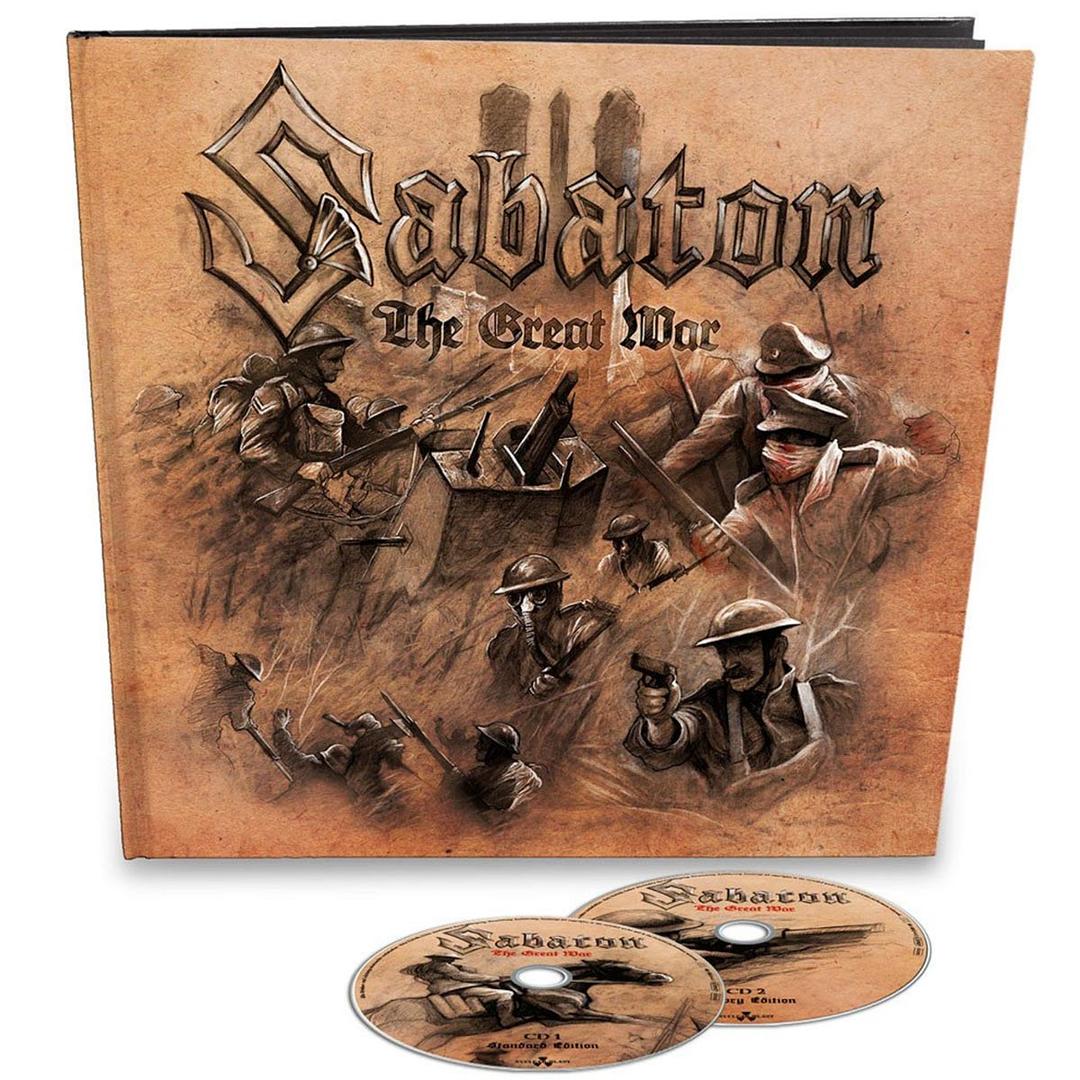 Sabaton
The Great War
Sabaton
The Great War
CD 1
Standard Edition
Sabaton
The Great War
CD 2
ory Edition